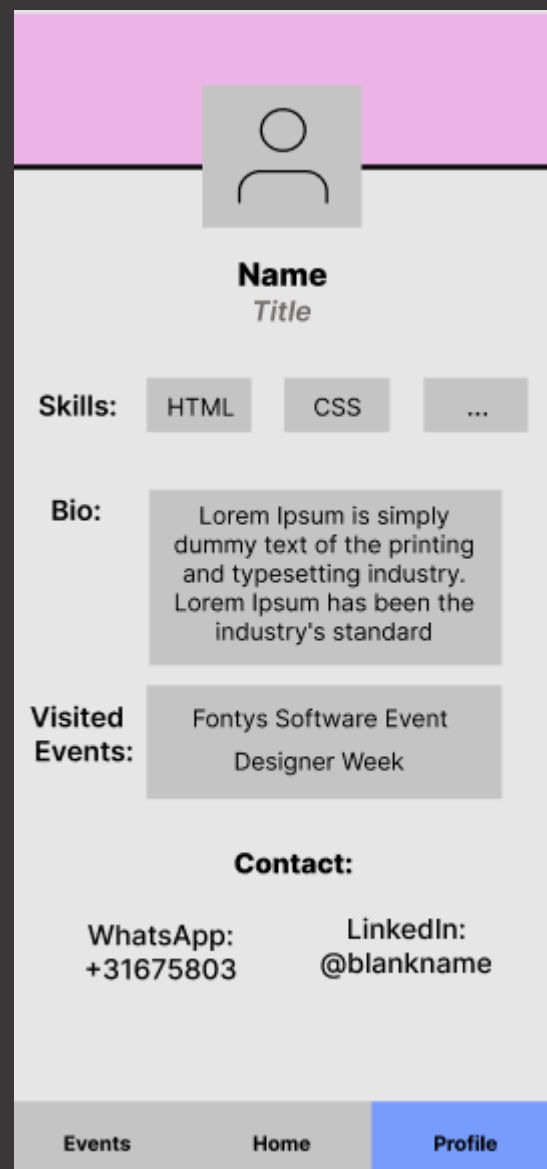 Name
Title
Skills:
HTML
CSS
...
Bio:
Lorem Ipsum is simply
dummy text of the printing
and typesetting industry.
Lorem Ipsum has been the
industry's standard
Visited
Events:
Fontys Software Event
Designer Week
Contact:
WhatsApp:
+31675803
LinkedIn:
@blankname
Events
Home
Profile